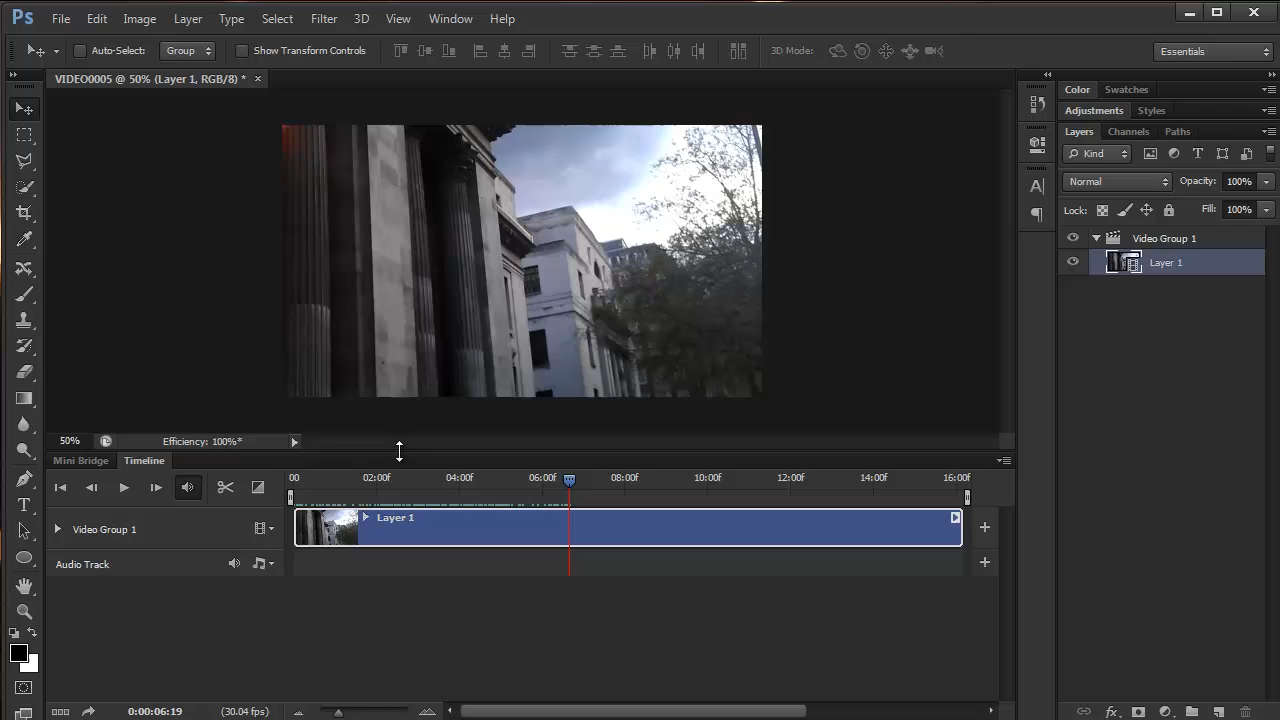 Ps File Edit Image Layer Type Select Filter 3D View Window Help
Auto-Select: Group Show Transform Controls 3D Mode: Essentials
VIDEO0005 @ 50% (Layer 1, RGB/8) * ×
Color Swatches
Adjustments Styles
Layers Channels Paths
Kind T
Normal Opacity: 100%
Lock: Fill: 100%
Video Group 1
Layer 1
A
T
50% Efficiency: 100%*
Mini Bridge Timeline
00 02:00f 04:00f 06:00f 08:00f 10:00f 12:00f 14:00f 16:00f
Video Group 1 Layer 1
Audio Track
0:00:06:19 (30.04 fps)
fx